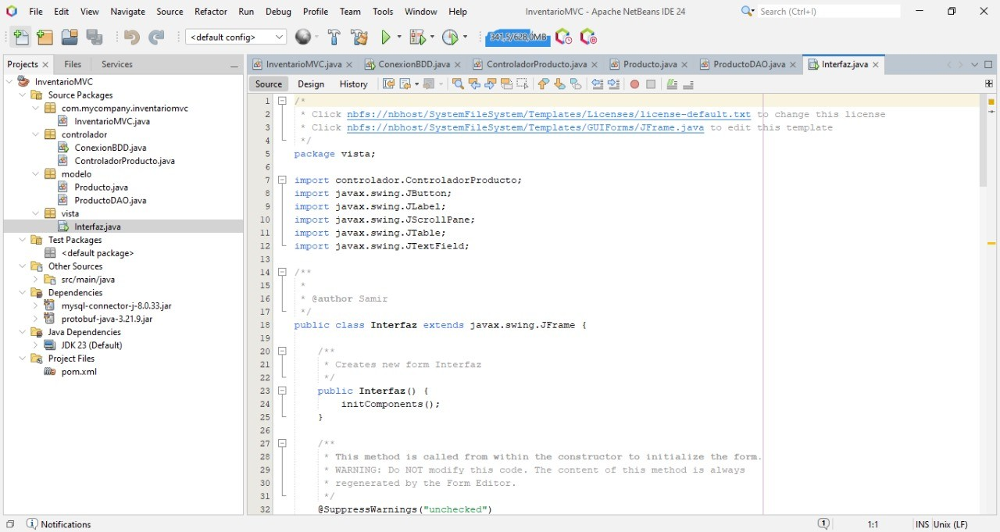 File Edit View Navigate Source Refactor Run Debug Profile Team Tools Window Help InventarioMVC - Apache NetBeans IDE 24 Search (Ctrl+I)
<default config> 341,5/628,0MB
Projects Files Services
InventarioMVC
Source Packages
com.mycompany.inventariomvc
InventarioMVC.java
controlador
ConexionBDD.java
ControladorProducto.java
modelo
Producto.java
ProductoDAO.java
vista
Interfaz.java
Test Packages
<default package>
Other Sources
src/main/java
Dependencies
mysql-connector-j-8.0.33.jar
protobuf-java-3.21.9.jar
Java Dependencies
JDK 23 (Default)
Project Files
pom.xml
InventarioMVC.java ConexionBDD.java ControladorProducto.java Producto.java ProductoDAO.java Interfaz.java
Source Design History
1 /*
2 * Click nbfs://nbhost/SystemFileSystem/Templates/Licenses/license-default.txt to change this license
3 * Click nbfs://nbhost/SystemFileSystem/Templates/GUIForms/JFrame.java to edit this template
4 */
5 package vista;
6
7 import controlador.ControladorProducto;
8 import javax.swing.JButton;
9 import javax.swing.JLabel;
10 import javax.swing.JScrollPane;
11 import javax.swing.JTable;
12 import javax.swing.JTextField;
13
14 /**
15 *
16 * @author Samir
17 */
18 public class Interfaz extends javax.swing.JFrame {
19
20 /**
21 * Creates new form Interfaz
22 */
23 public Interfaz() {
24 initComponents();
25 }
26
27 /**
28 * This method is called from within the constructor to initialize the form.
29 * WARNING: Do NOT modify this code. The content of this method is always
30 * regenerated by the Form Editor.
31 */
32 @SuppressWarnings("unchecked")
Notifications 1 1:1 INS Unix (LF)